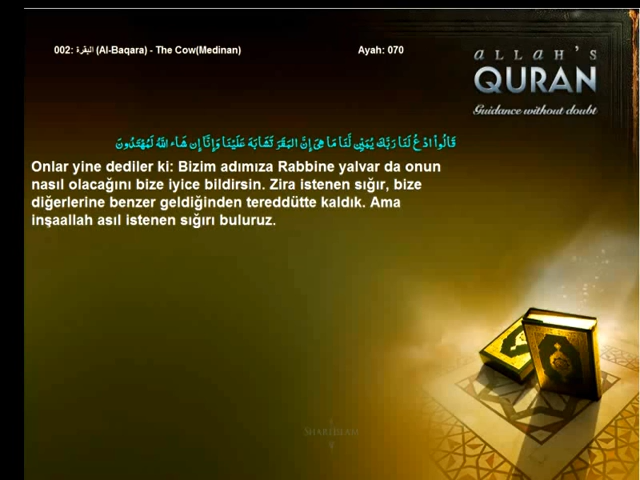 002: البقرة (Al-Baqara) - The Cow(Medinan) Ayah: 070
ALLAH'S
QURAN
Guidance without doubt
قَالُواْ ادْعُ لَنَا رَبَّكَ يُبَيِّن لَّنَا مَا هِيَ إِنَّ البَقَرَ تَشَابَهَ عَلَيْنَا وَإِنَّا إِن شَاء اللَّهُ لَمُهْتَدُونَ
Onlar yine dediler ki: Bizim adımıza Rabbine yalvar da onun
nasıl olacağını bize iyice bildirsin. Zira istenen sığır, bize
diğerlerine benzer geldiğinden tereddütte kaldık. Ama
inşaallah asıl istenen sığırı buluruz.
SHAREISLAM